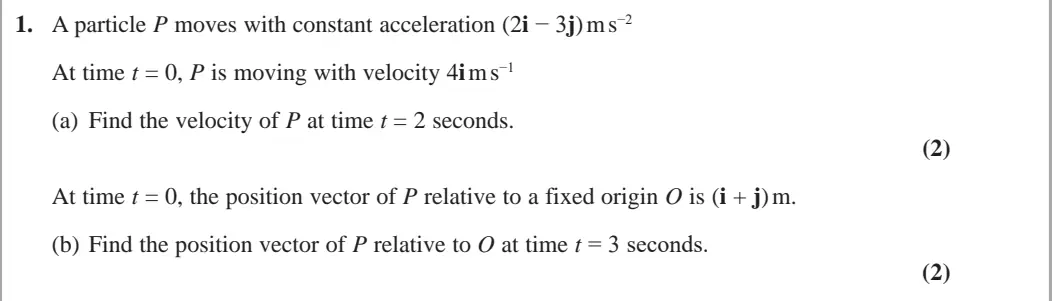 1. A particle P moves with constant acceleration (2i − 3j) m s⁻²
At time t = 0, P is moving with velocity 4i m s⁻¹
(a) Find the velocity of P at time t = 2 seconds.
(2)
At time t = 0, the position vector of P relative to a fixed origin O is (i + j) m.
(b) Find the position vector of P relative to O at time t = 3 seconds.
(2)